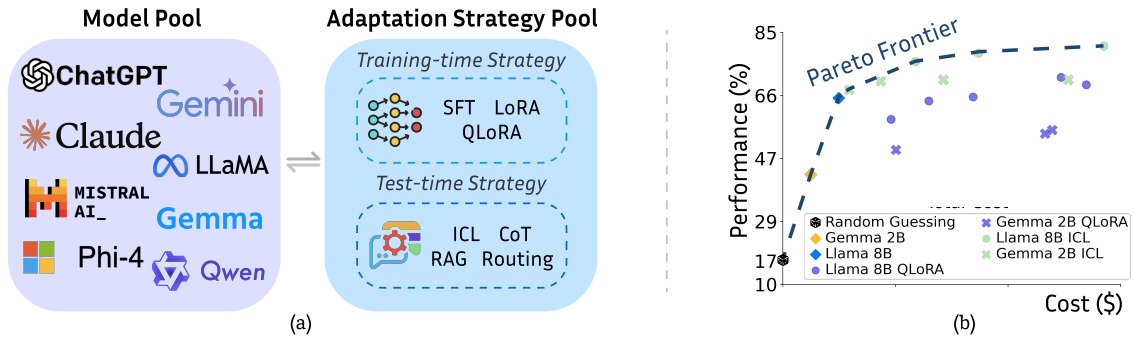 Model Pool
ChatGPT
Gemini
Claude
LLaMA
MISTRAL
AI_
Gemma
Phi-4
Qwen
(a)
Adaptation Strategy Pool
Training-time Strategy
SFT LoRA
QLoRA
Test-time Strategy
ICL CoT
RAG Routing
Performance (%)
85
66
47
29
17
10
Pareto Frontier
Random Guessing
Gemma 2B
Llama 8B
Llama 8B QLoRA
Gemma 2B QLoRA
Llama 8B ICL
Gemma 2B ICL
Cost ($)
(b)